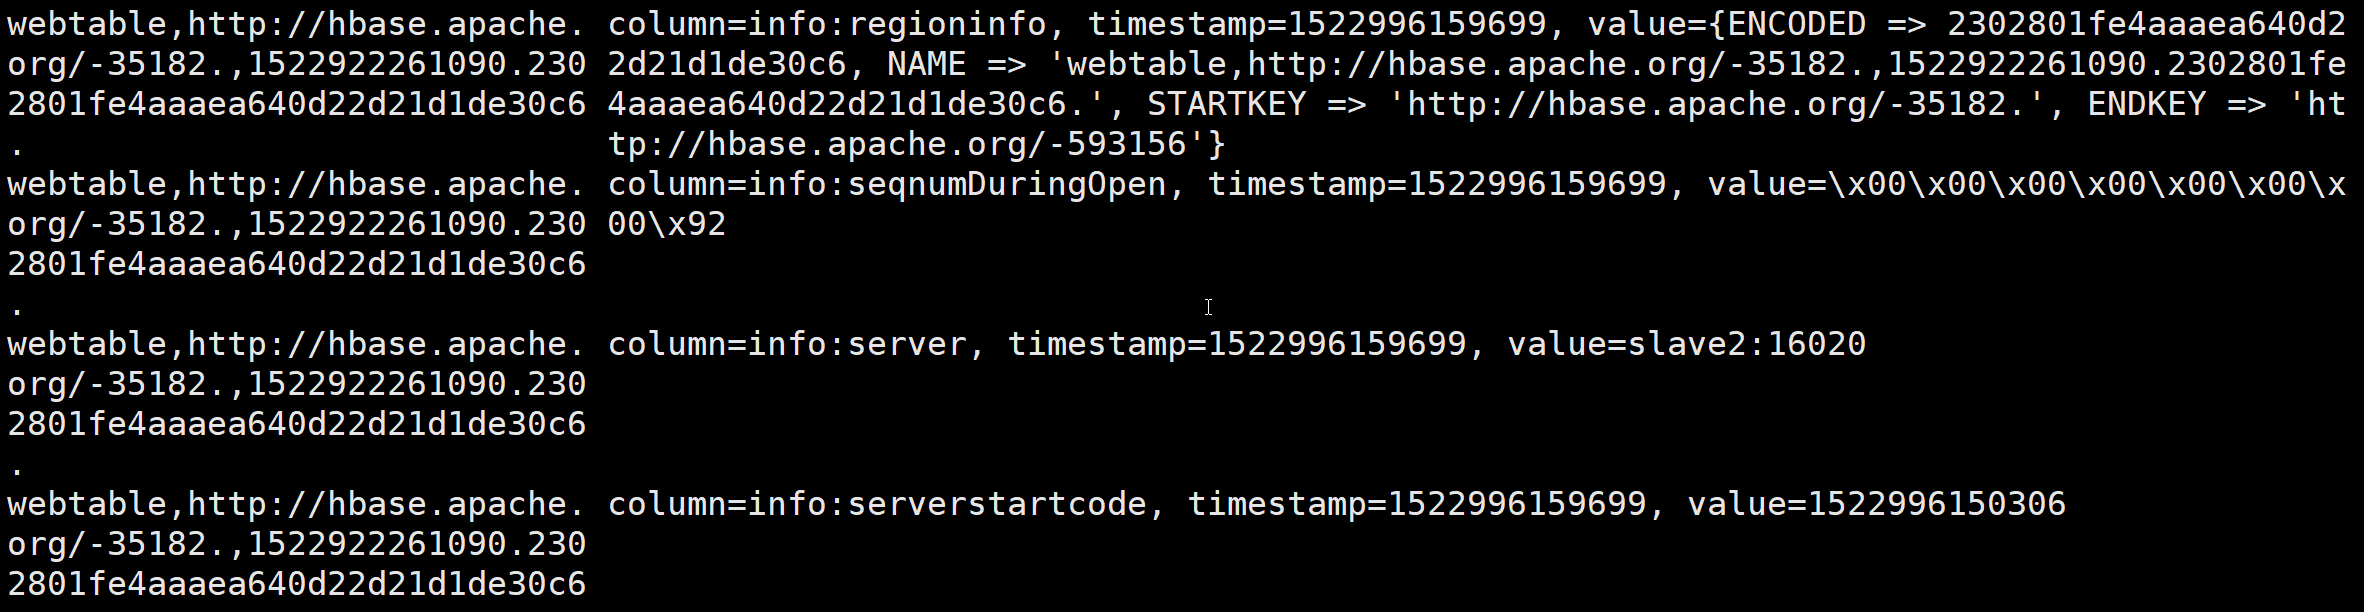 webtable,http://hbase.apache. column=info:regioninfo, timestamp=1522996159699, value={ENCODED => 2302801fe4aaaea640d2
org/-35182.,1522922261090.230 2d21d1de30c6, NAME => 'webtable,http://hbase.apache.org/-35182.,1522922261090.2302801fe
2801fe4aaaea640d22d21d1de30c6 4aaaea640d22d21d1de30c6.', STARTKEY => 'http://hbase.apache.org/-35182.', ENDKEY => 'ht
. tp://hbase.apache.org/-593156'}
webtable,http://hbase.apache. column=info:seqnumDuringOpen, timestamp=1522996159699, value=\x00\x00\x00\x00\x00\x00\x
org/-35182.,1522922261090.230 00\x92
2801fe4aaaea640d22d21d1de30c6
.
webtable,http://hbase.apache. column=info:server, timestamp=1522996159699, value=slave2:16020
org/-35182.,1522922261090.230
2801fe4aaaea640d22d21d1de30c6
.
webtable,http://hbase.apache. column=info:serverstartcode, timestamp=1522996159699, value=1522996150306
org/-35182.,1522922261090.230
2801fe4aaaea640d22d21d1de30c6